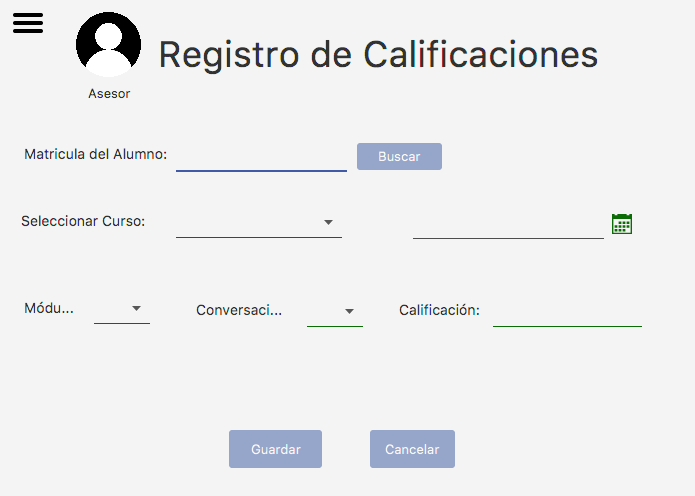 Registro de Calificaciones
Asesor
Matricula del Alumno:
Buscar
Seleccionar Curso:
Módu...
Conversaci...
Calificación:
Guardar
Cancelar